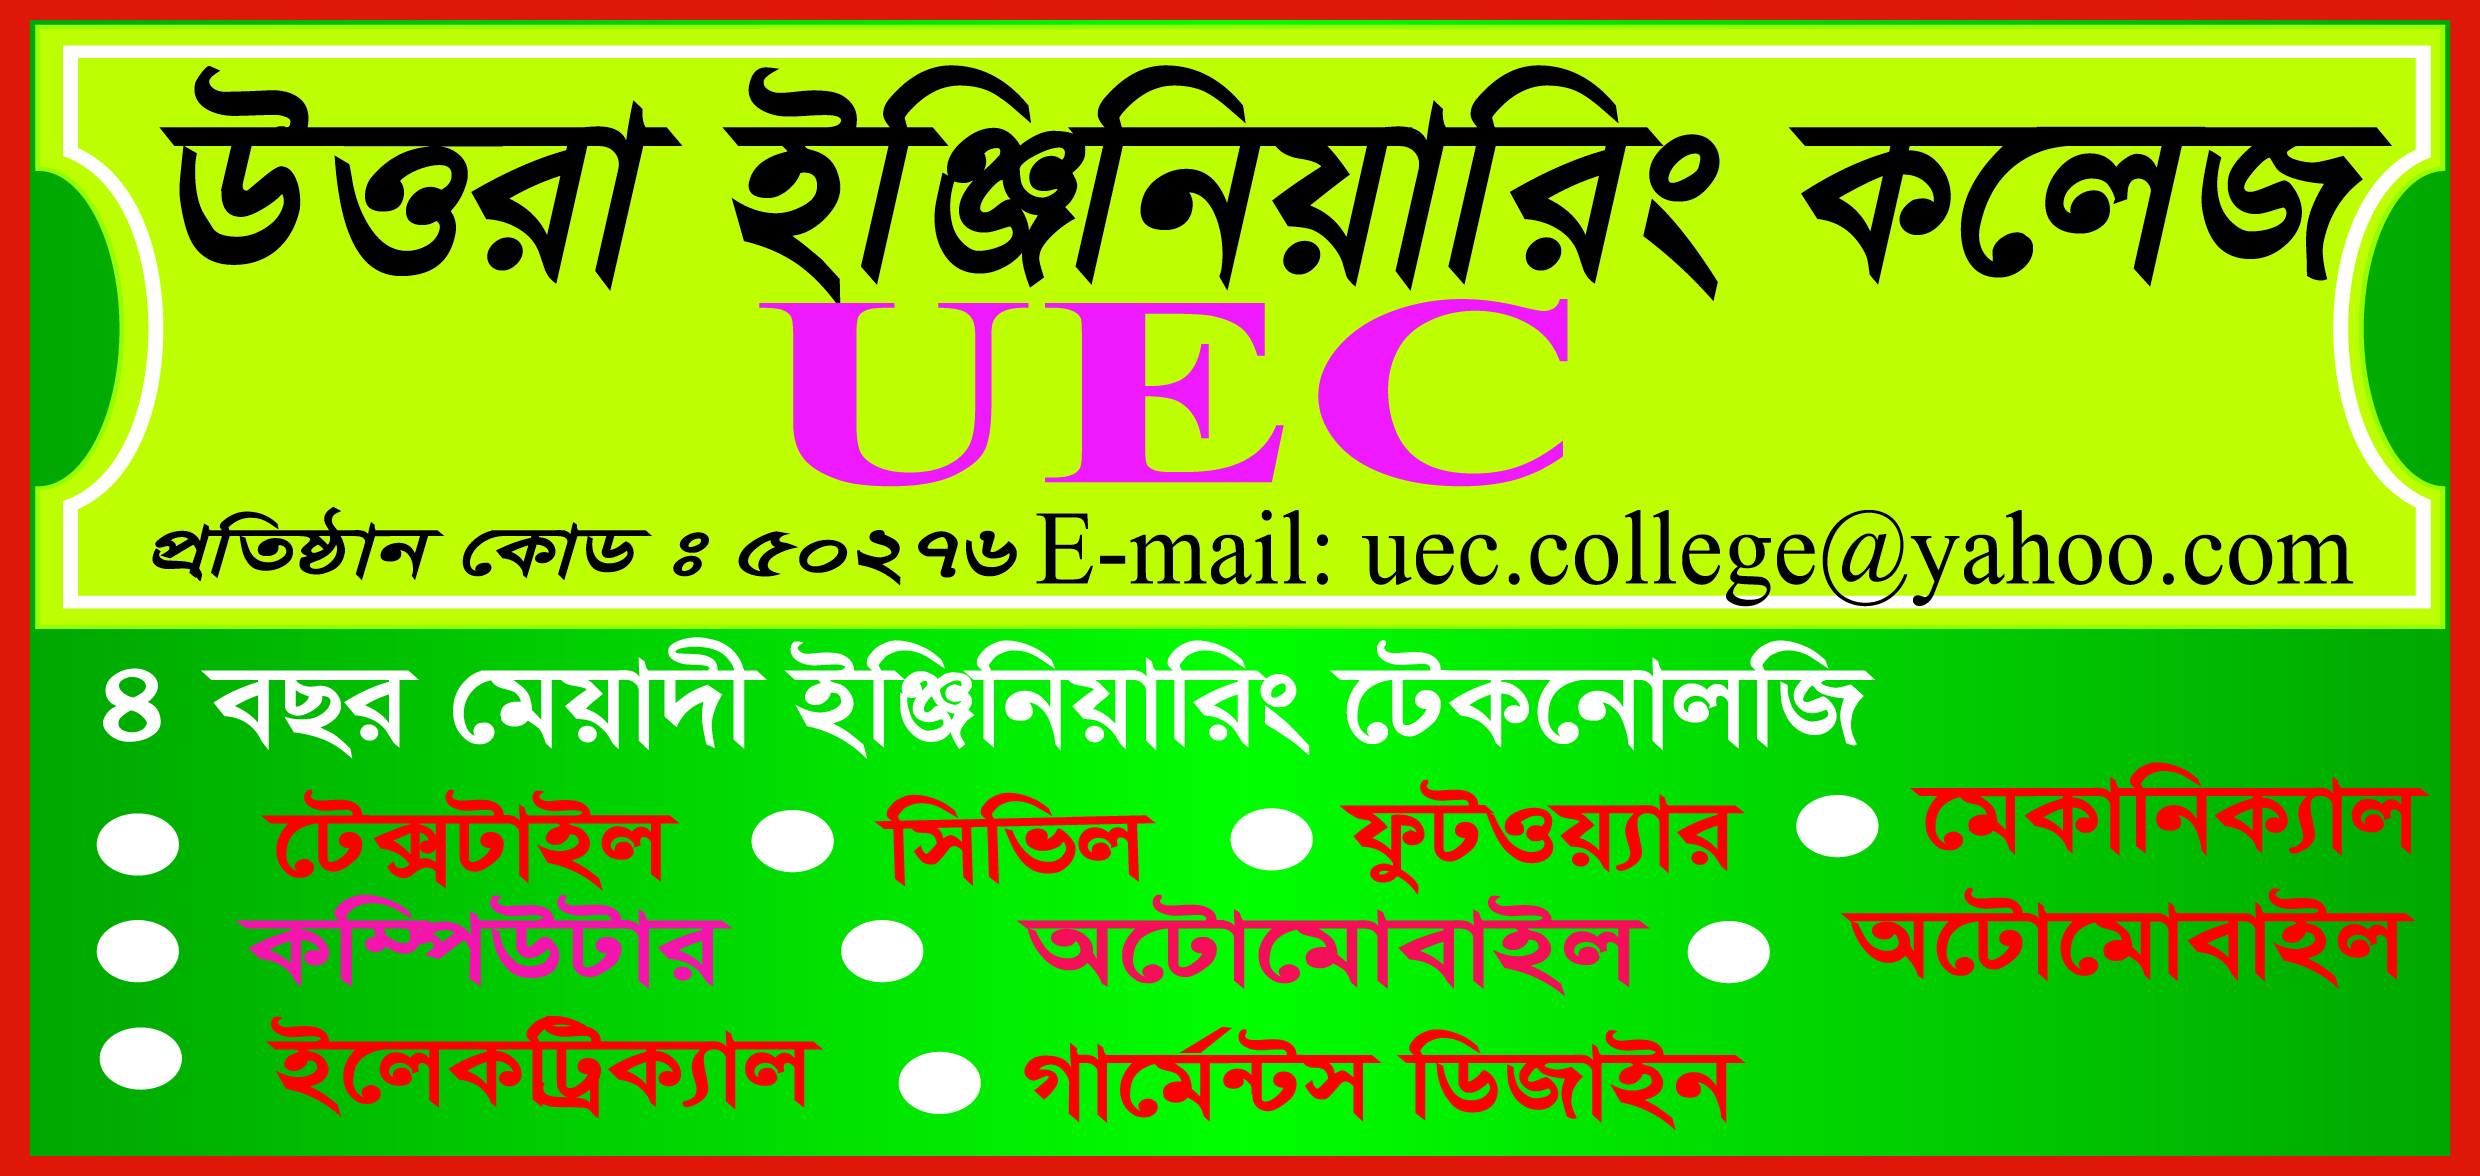 উত্তরা ইঞ্জিনিয়ারিং কলেজ
UEC
প্রতিষ্ঠান কোড ঃ ৫০২৭৬ E-mail: uec.college@yahoo.com
৪ বছর মেয়াদী ইঞ্জিনিয়ারিং টেকনোলজি
টেক্সটাইল সিভিল ফুটওয়্যার মেকানিক্যাল
কম্পিউটার অটোমোবাইল অটোমোবাইল
ইলেকট্রিক্যাল গার্মেন্টস ডিজাইন